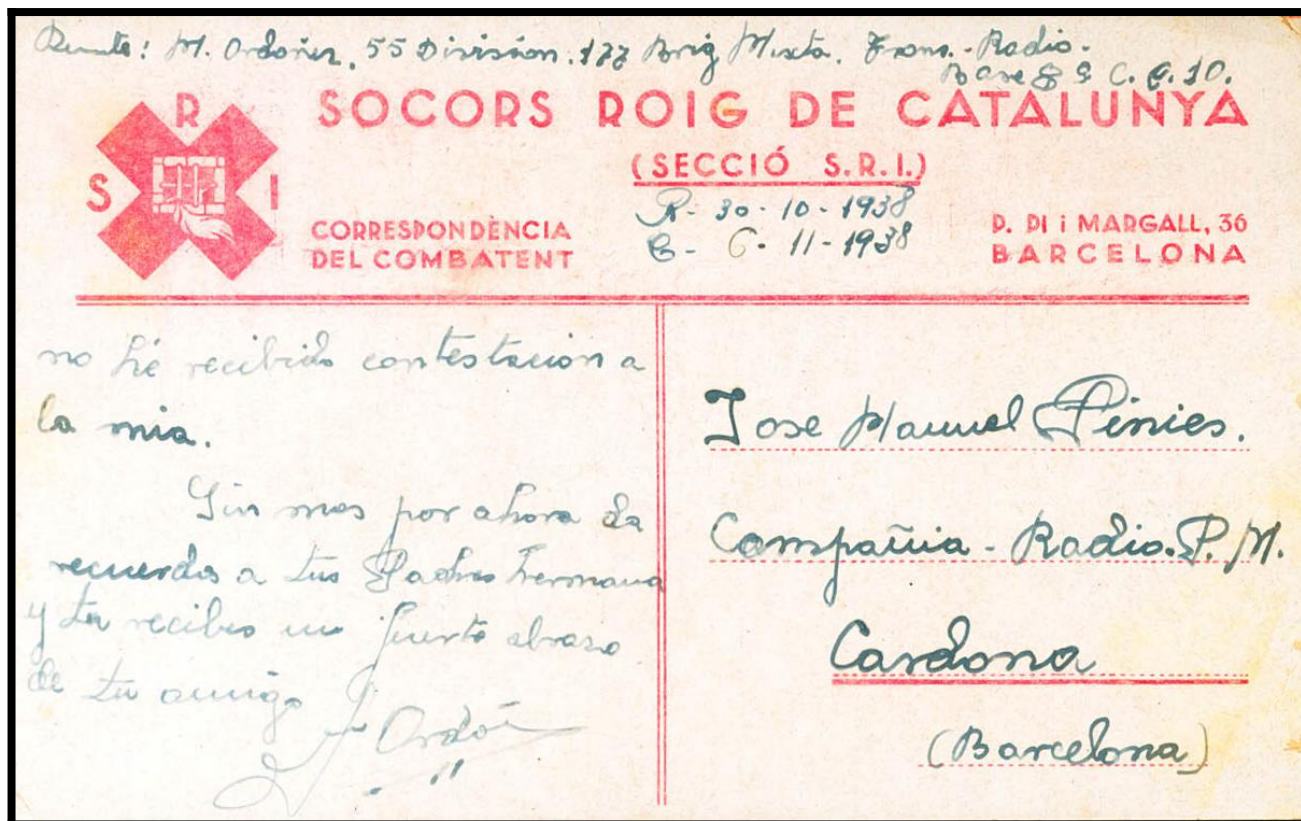 Remite: M. Ordoñez. 55 División. 177 Brig Mixta. Trans. - Radio -
Base 8 C. C. 10.
SOCORS ROIG DE CATALUNYA
(SECCIÓ S.R.I.)
S R I
CORRESPONDÈNCIA
DEL COMBATENT
R- 30-10-1938
C- 6-11-1938
P. PI i MARGALL, 36
BARCELONA
no hé recibido contestacion a
la mia.
Sin mas por ahora da
recuerdos a tus Padres hermana
y tu recibes un fuerte abrazo
de tu amigo
Jose Manuel Pinies.
Compañia - Radio. P. M.
Cardona
(Barcelona)